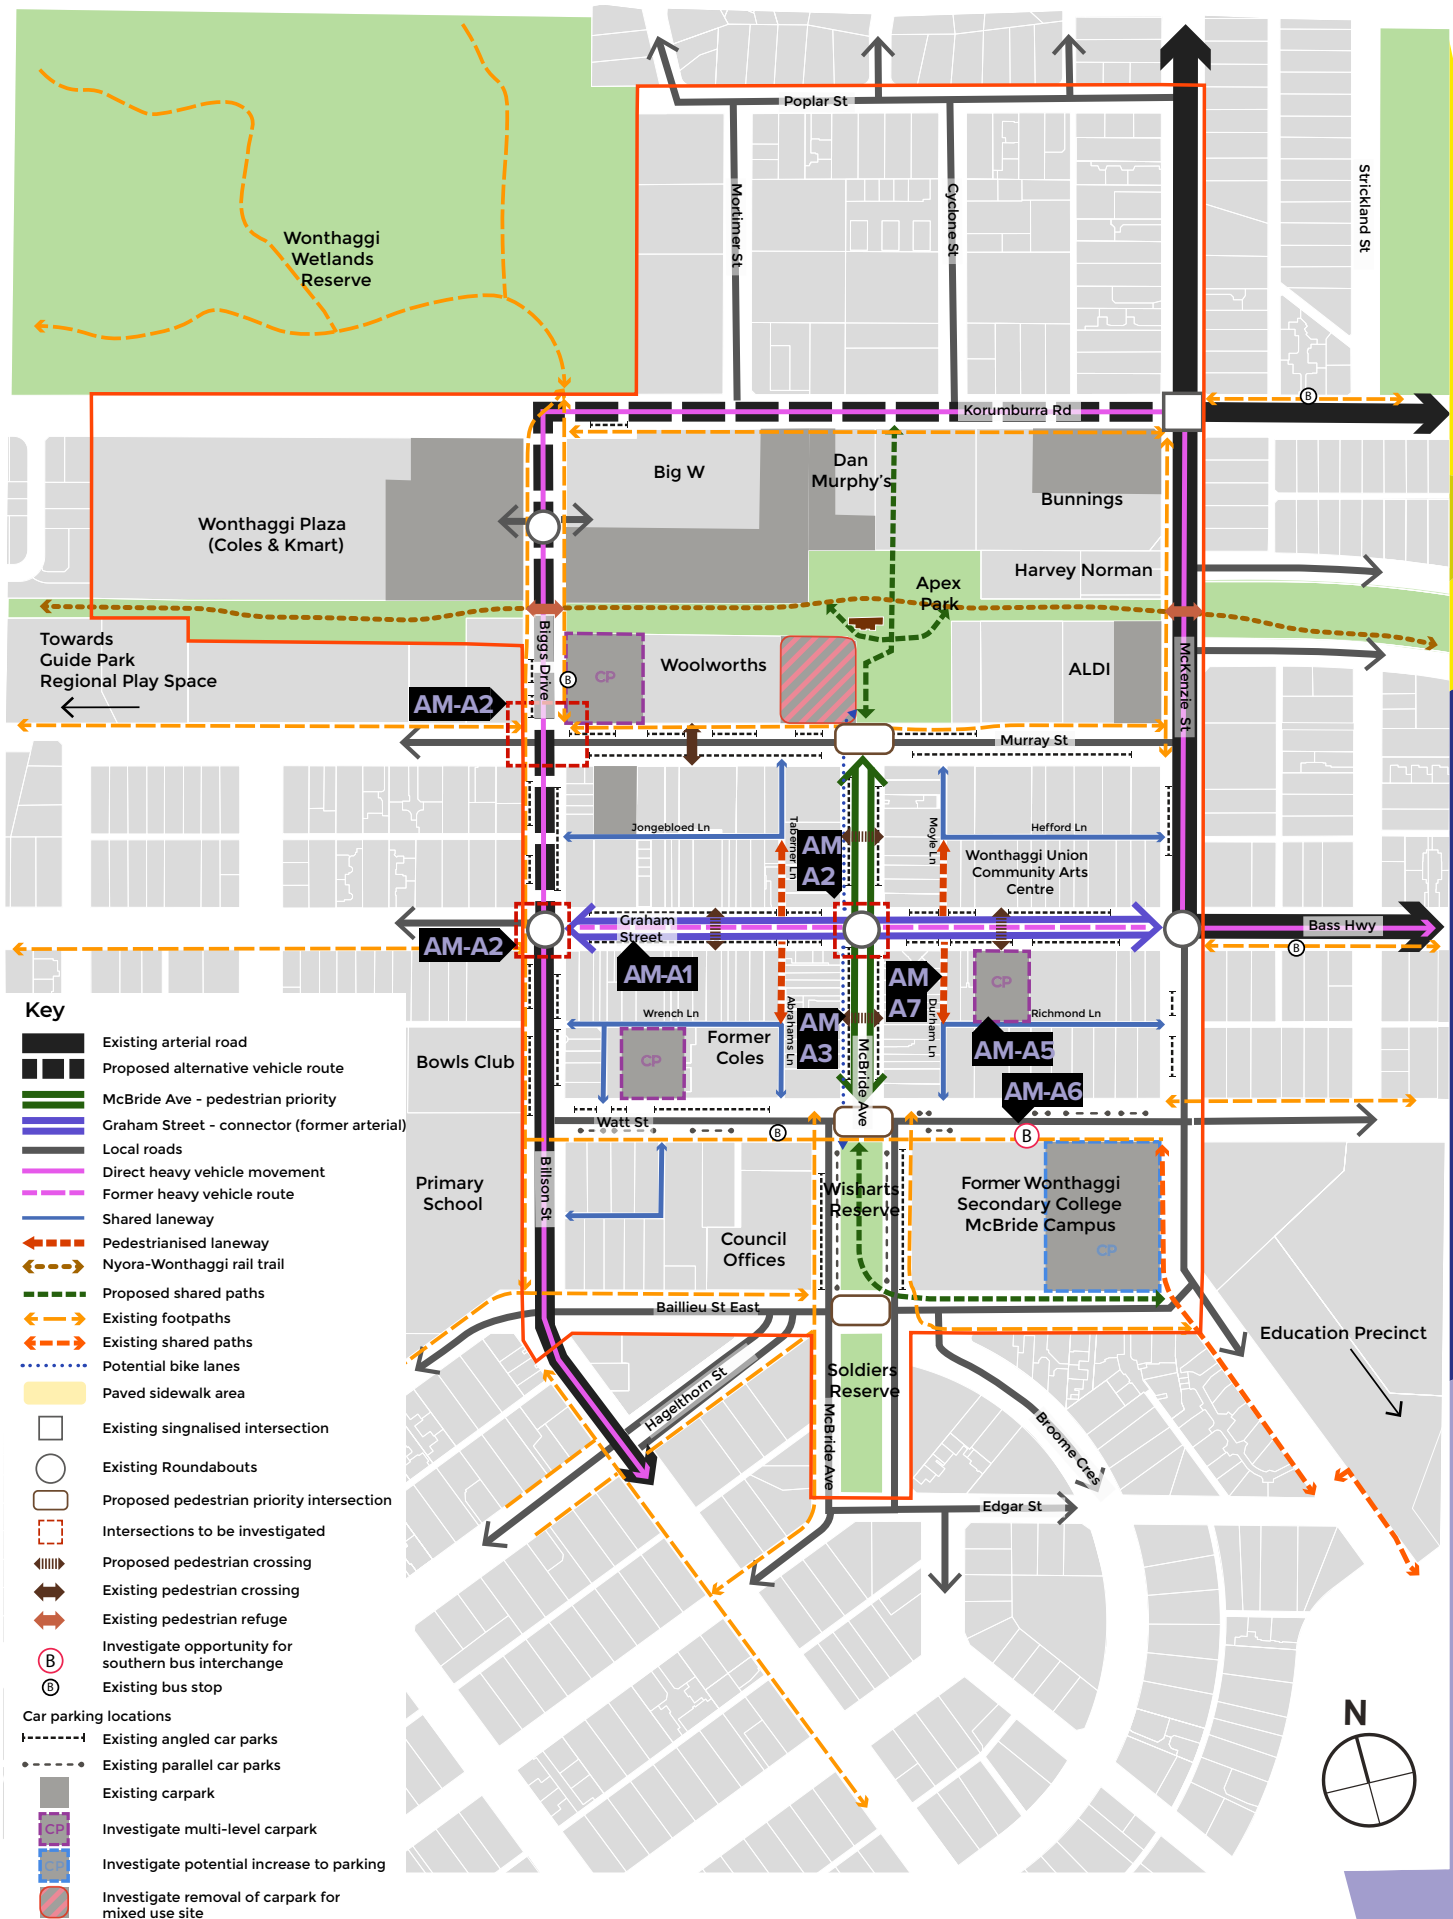 Poplar St
Mortimer St
Cyclone St
Strickland St
Wonthaggi
Wetlands
Reserve
B
Korumburra Rd
Big W
Dan
Murphy's
Bunnings
Wonthaggi Plaza
(Coles & Kmart)
Harvey Norman
Apex
Park
Towards
Guide Park
Regional Play Space
Biggs Drive
B
CP
Woolworths
ALDI
McKenzie St
AM-A2
Murray St
Jongebloed Ln
Taberner Ln
AM
A2
Moyle Ln
Hefford Ln
Wonthaggi Union
Community Arts
Centre
Graham
Street
Bass Hwy
B
AM-A2
AM-A1
AM
A7
CP
Wrench Ln
Abrahams Ln
AM
A3
Durham Ln
Richmond Ln
AM-A5
Former
Coles
CP
McBride Ave
AM-A6
Bowls Club
Watt St
B
B
Primary
School
Billson St
Wisharts
Reserve
Former Wonthaggi
Secondary College
McBride Campus
CP
Council
Offices
Baillieu St East
Education Precinct
Hagelthorn St
Soldiers
Reserve
McBride Ave
Broome Cres
Edgar St
N
Key
Existing arterial road
Proposed alternative vehicle route
McBride Ave - pedestrian priority
Graham Street - connector (former arterial)
Local roads
Direct heavy vehicle movement
Former heavy vehicle route
Shared laneway
Pedestrianised laneway
Nyora-Wonthaggi rail trail
Proposed shared paths
Existing footpaths
Existing shared paths
Potential bike lanes
Paved sidewalk area
Existing singnalised intersection
Existing Roundabouts
Proposed pedestrian priority intersection
Intersections to be investigated
Proposed pedestrian crossing
Existing pedestrian crossing
Existing pedestrian refuge
B
Investigate opportunity for
southern bus interchange
B
Existing bus stop
Car parking locations
Existing angled car parks
Existing parallel car parks
Existing carpark
CP
Investigate multi-level carpark
CP
Investigate potential increase to parking
Investigate removal of carpark for
mixed use site